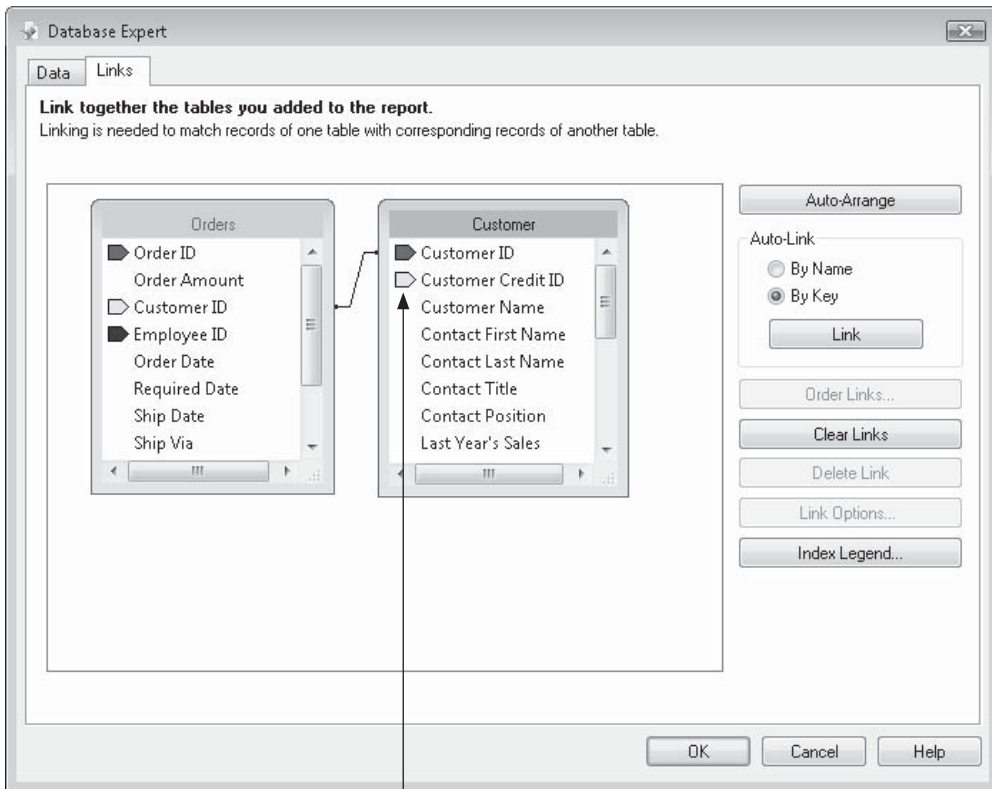 Database Expert
Data
Links
Link together the tables you added to the report.
Linking is needed to match records of one table with corresponding records of another table.
Orders
Order ID
Order Amount
Customer ID
Employee ID
Order Date
Required Date
Ship Date
Ship Via
Customer
Customer ID
Customer Credit ID
Customer Name
Contact First Name
Contact Last Name
Contact Title
Contact Position
Last Year's Sales
Auto-Arrange
Auto-Link
By Name
By Key
Link
Order Links...
Clear Links
Delete Link
Link Options...
Index Legend...
OK
Cancel
Help